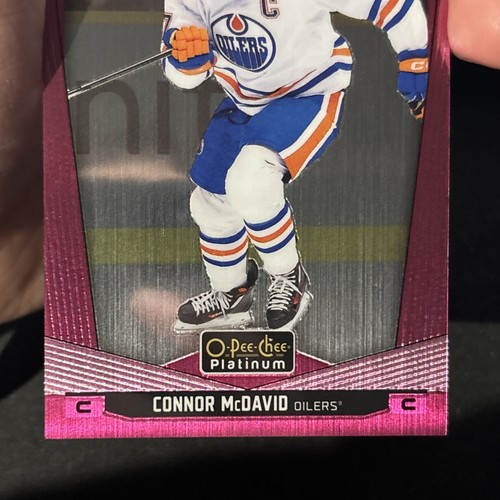 C
OILERS
O-Pee-Chee
Platinum
C CONNOR McDAVID OILERS® C